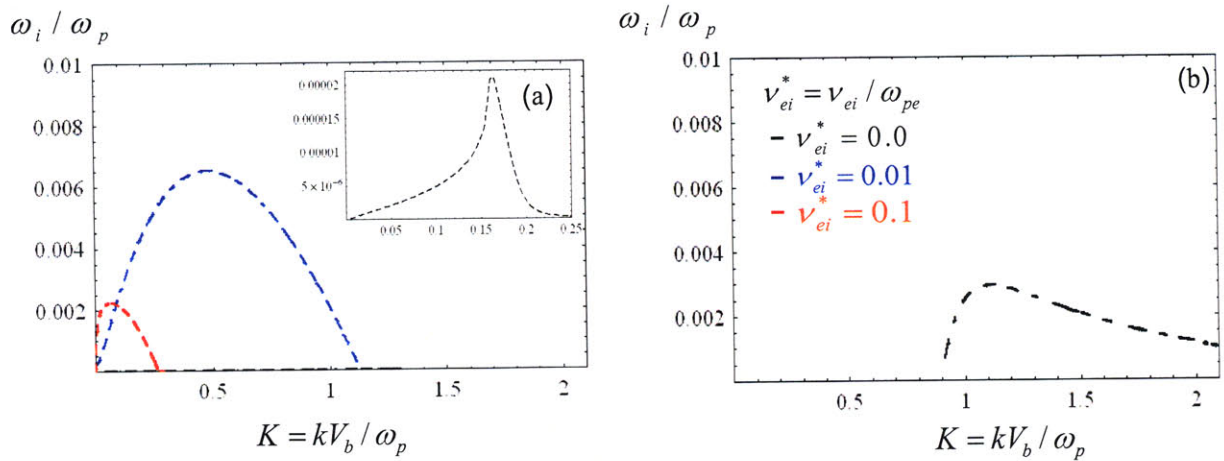 ω_i / ω_p
0.01
0.008
0.006
0.004
0.002
0.5
1
1.5
2
K = kV_b / ω_p
(a)
0.00002
0.000015
0.00001
5×10^-6
0.05
0.1
0.15
0.2
0.25
ω_i / ω_p
0.01
0.008
0.006
0.004
0.002
0.5
1
1.5
2
K = kV_b / ω_p
(b)
ν*_ei = ν_ei / ω_pe
ν*_ei = 0.0
ν*_ei = 0.01
ν*_ei = 0.1